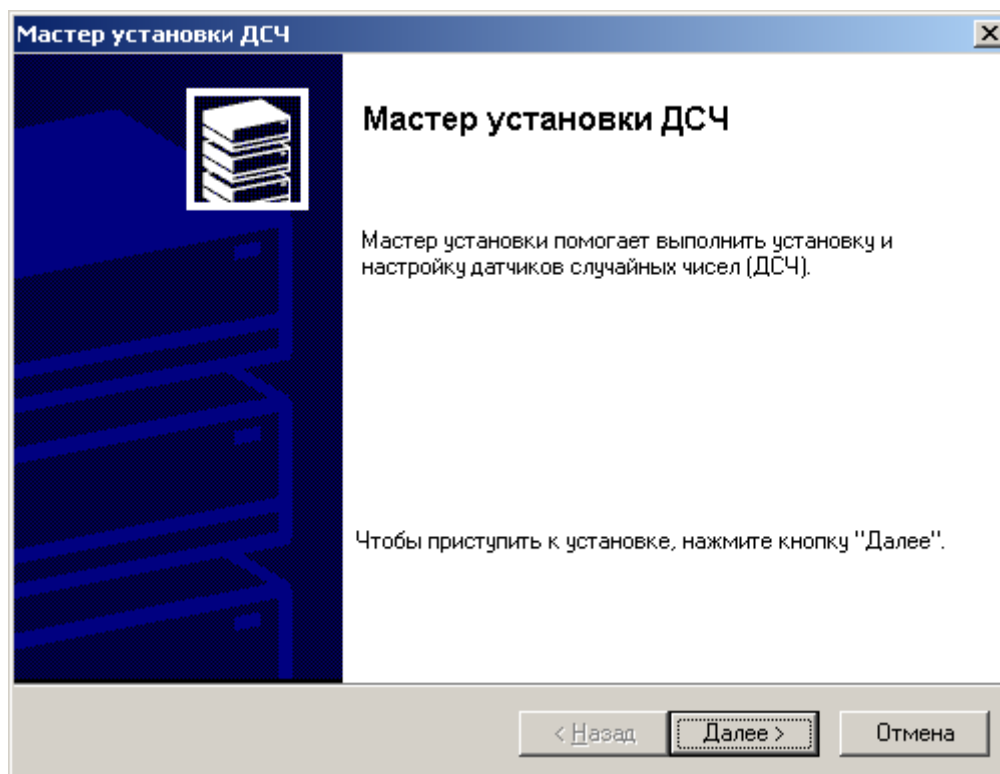 Мастер установки ДСЧ
Мастер установки ДСЧ
Мастер установки помогает выполнить установку и
настройку датчиков случайных чисел (ДСЧ).
Чтобы приступить к установке, нажмите кнопку "Далее".
< Назад
Далее >
Отмена